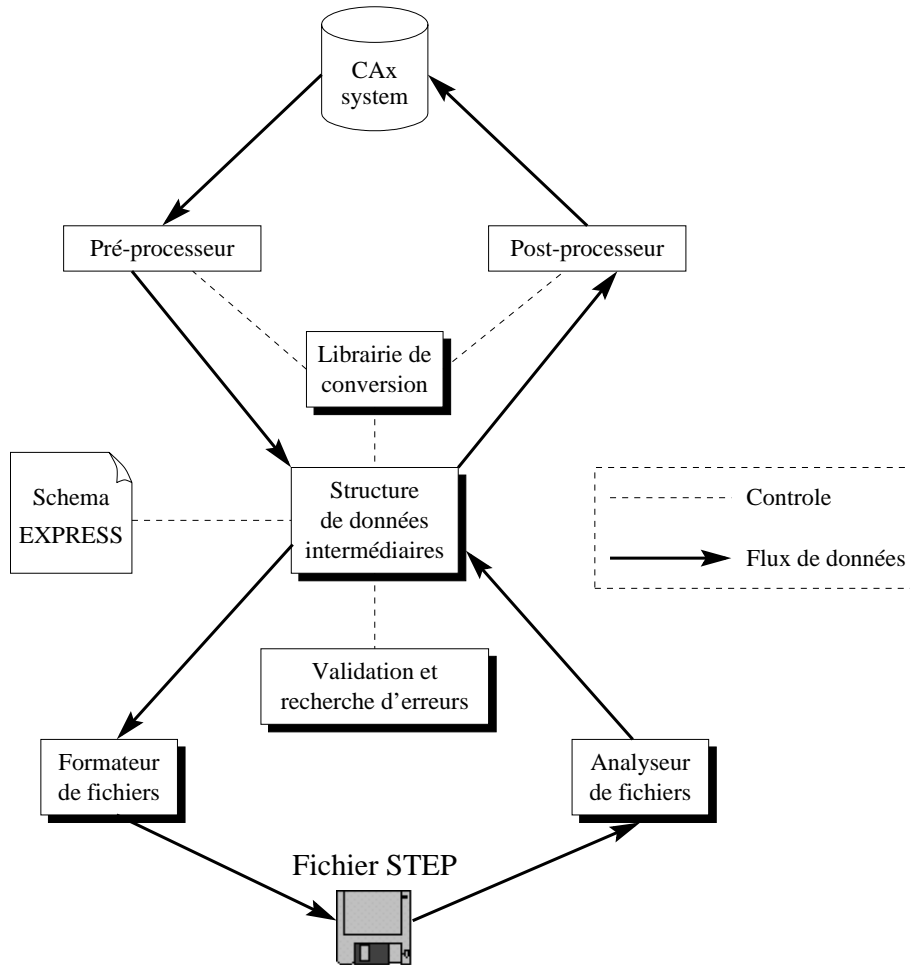 CAx
system
Pré-processeur
Post-processeur
Librairie de
conversion
Schema
EXPRESS
Structure
de données
intermédiaires
Controle
Flux de données
Validation et
recherche d'erreurs
Formateur
de fichiers
Analyseur
de fichiers
Fichier STEP